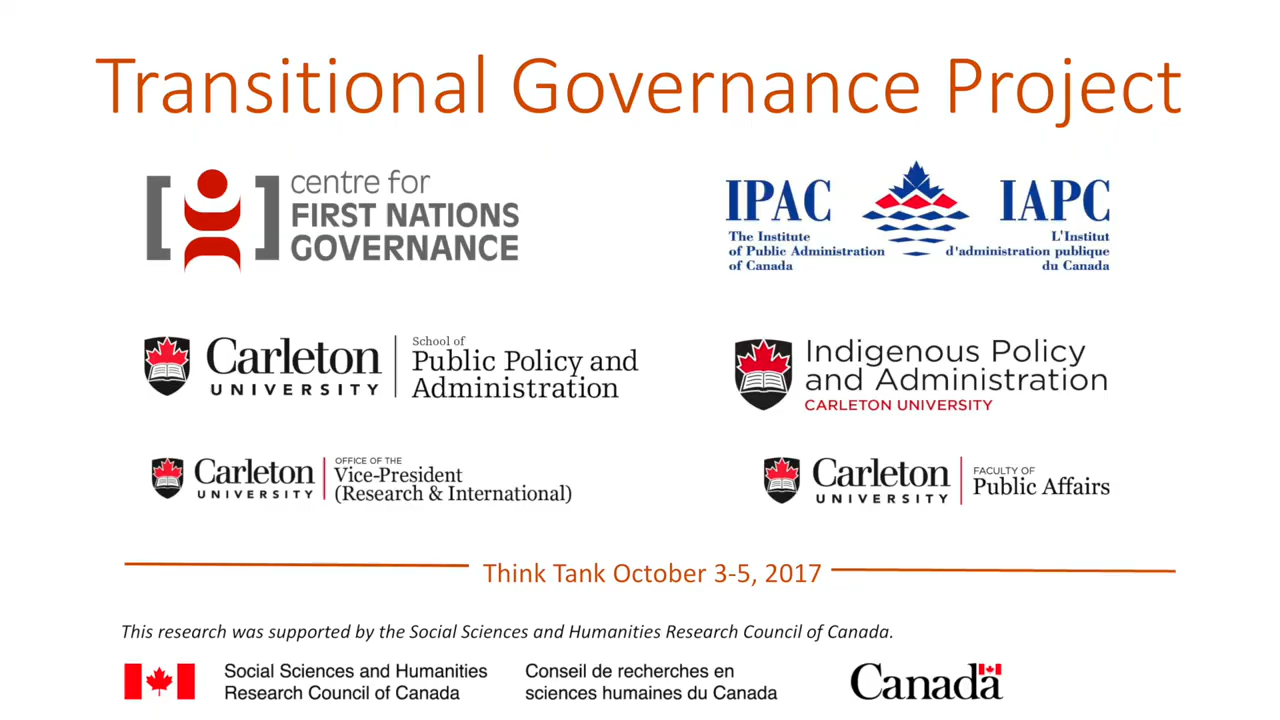 Transitional Governance Project
centre for
FIRST NATIONS
GOVERNANCE
IPAC
The Institute
of Public Administration
of Canada
IAPC
L'Institut
d'administration publique
du Canada
Carleton
UNIVERSITY
School of
Public Policy and
Administration
Indigenous Policy
and Administration
CARLETON UNIVERSITY
Carleton
UNIVERSITY
OFFICE OF THE
Vice-President
(Research & International)
Carleton
UNIVERSITY
FACULTY OF
Public Affairs
Think Tank October 3-5, 2017
This research was supported by the Social Sciences and Humanities Research Council of Canada.
Social Sciences and Humanities
Research Council of Canada
Conseil de recherches en
sciences humaines du Canada
Canada